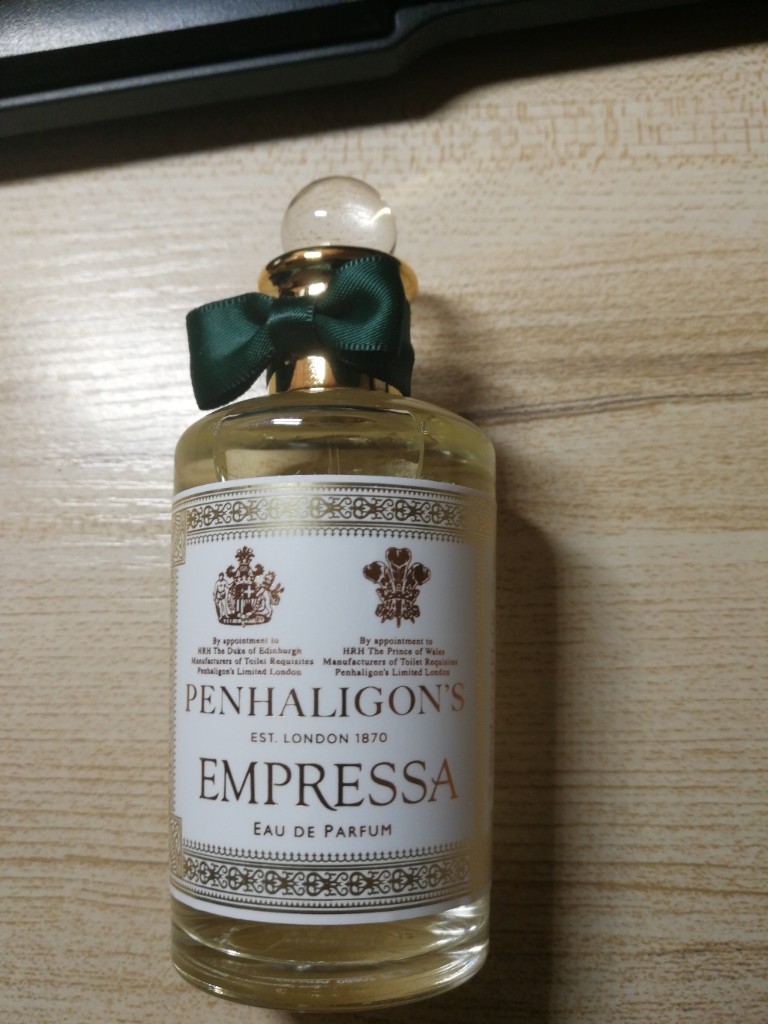 By appointment to
HRH The Duke of Edinburgh
Manufacturers of Toilet Requisites
Penhaligon's Limited London
By appointment to
HRH The Prince of Wales
Manufacturers of Toilet Requisites
Penhaligon's Limited London
PENHALIGON'S
EST. LONDON 1870
EMPRESSA
EAU DE PARFUM